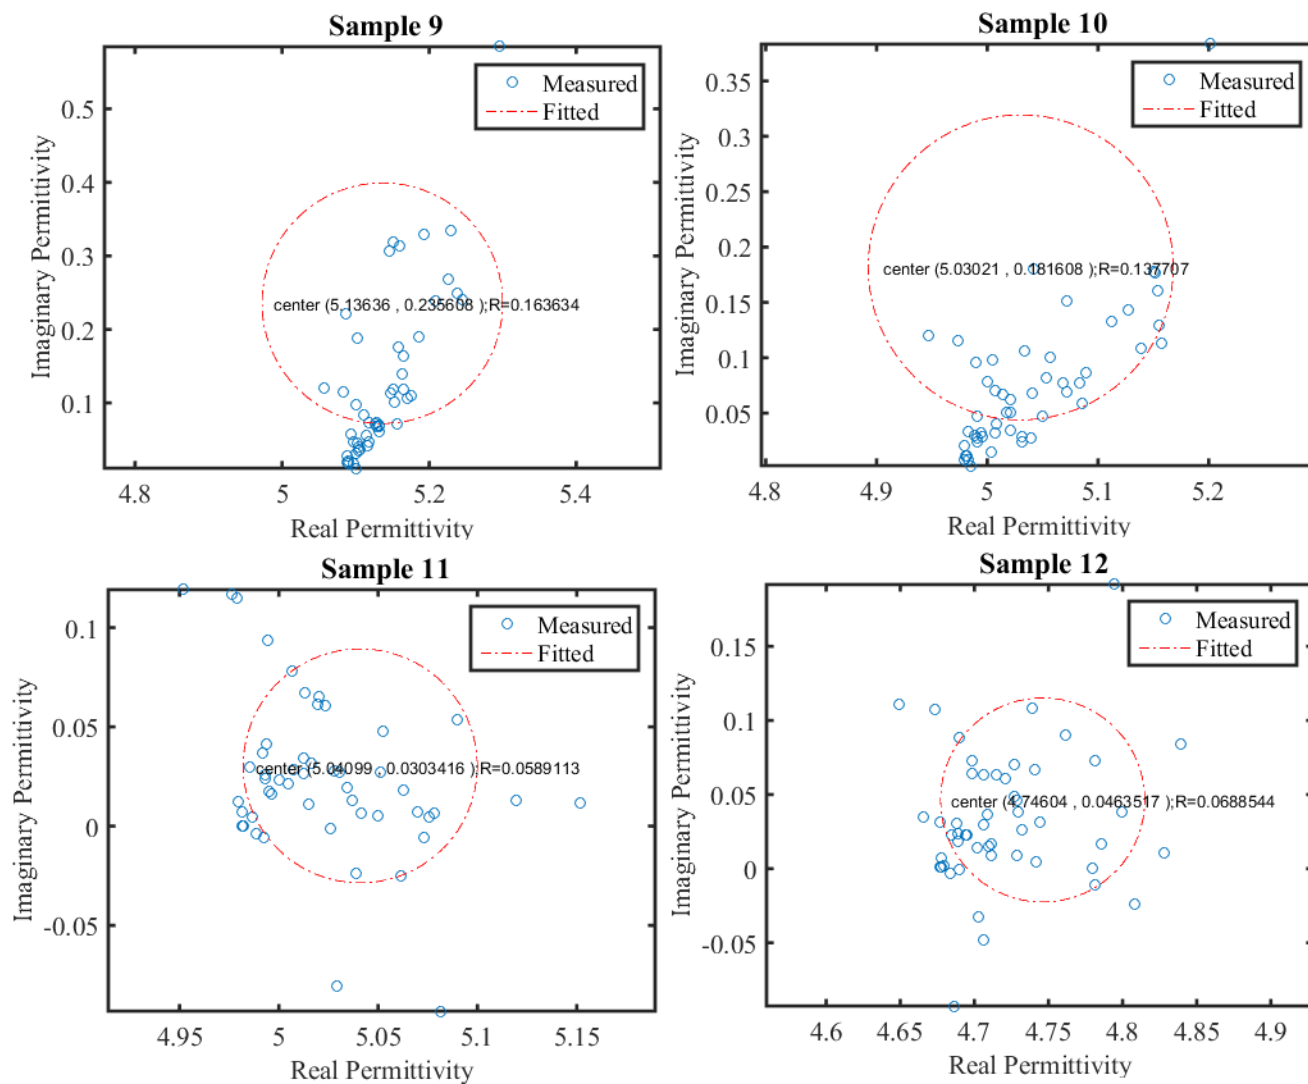 Sample 9
0.5
0.4
0.3
0.2
0.1
Imaginary Permittivity
Measured
Fitted
center (5.13636 , 0.235608 );R=0.163634
4.8
5
5.2
5.4
Real Permittivity
Sample 10
0.35
0.3
0.25
0.2
0.15
0.1
0.05
Imaginary Permittivity
Measured
Fitted
center (5.03021 , 0.181608 );R=0.137707
4.8
4.9
5
5.1
5.2
Real Permittivity
Sample 11
0.1
0.05
0
-0.05
Imaginary Permittivity
Measured
Fitted
center (5.04099 , 0.0303416 );R=0.0589113
4.95
5
5.05
5.1
5.15
Real Permittivity
Sample 12
0.15
0.1
0.05
0
-0.05
Imaginary Permittivity
Measured
Fitted
center (4.74604 , 0.0463517 );R=0.0688544
4.6
4.65
4.7
4.75
4.8
4.85
4.9
Real Permittivity